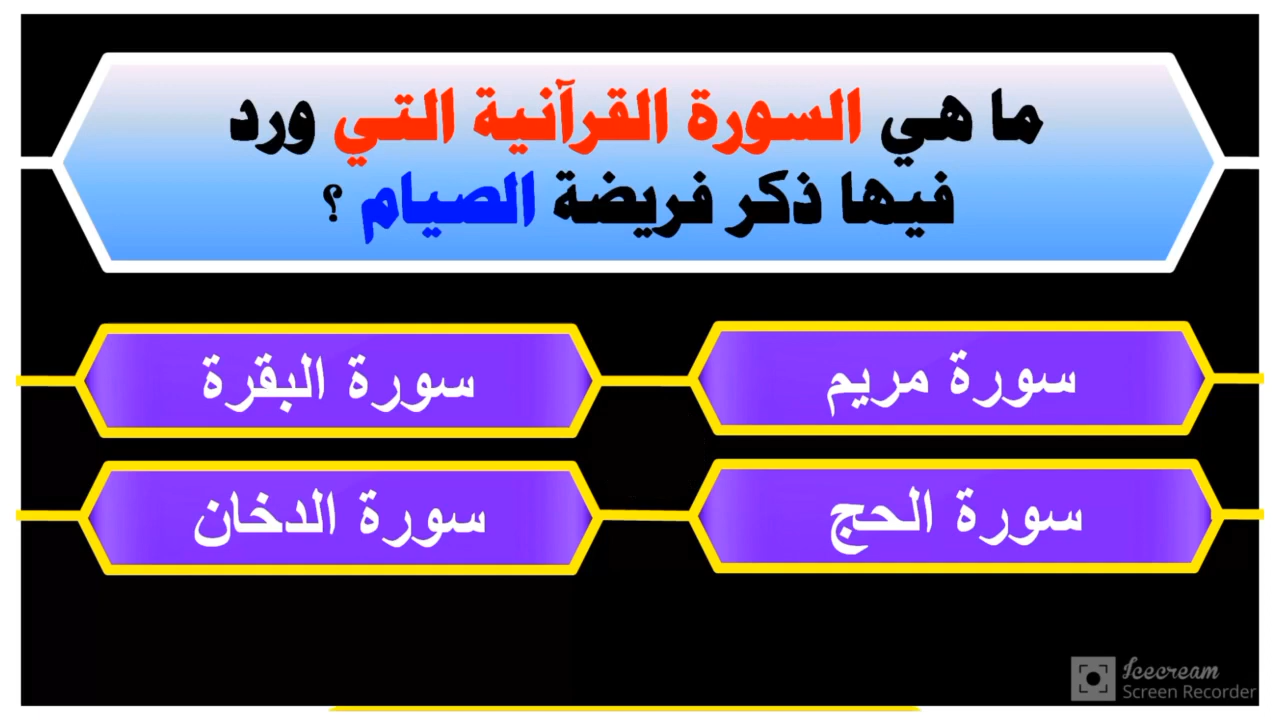 ما هي السورة القرآنية التي ورد
فيها ذكر فريضة الصيام ؟
سورة مريم
سورة البقرة
سورة الحج
سورة الدخان
Icecream
Screen Recorder